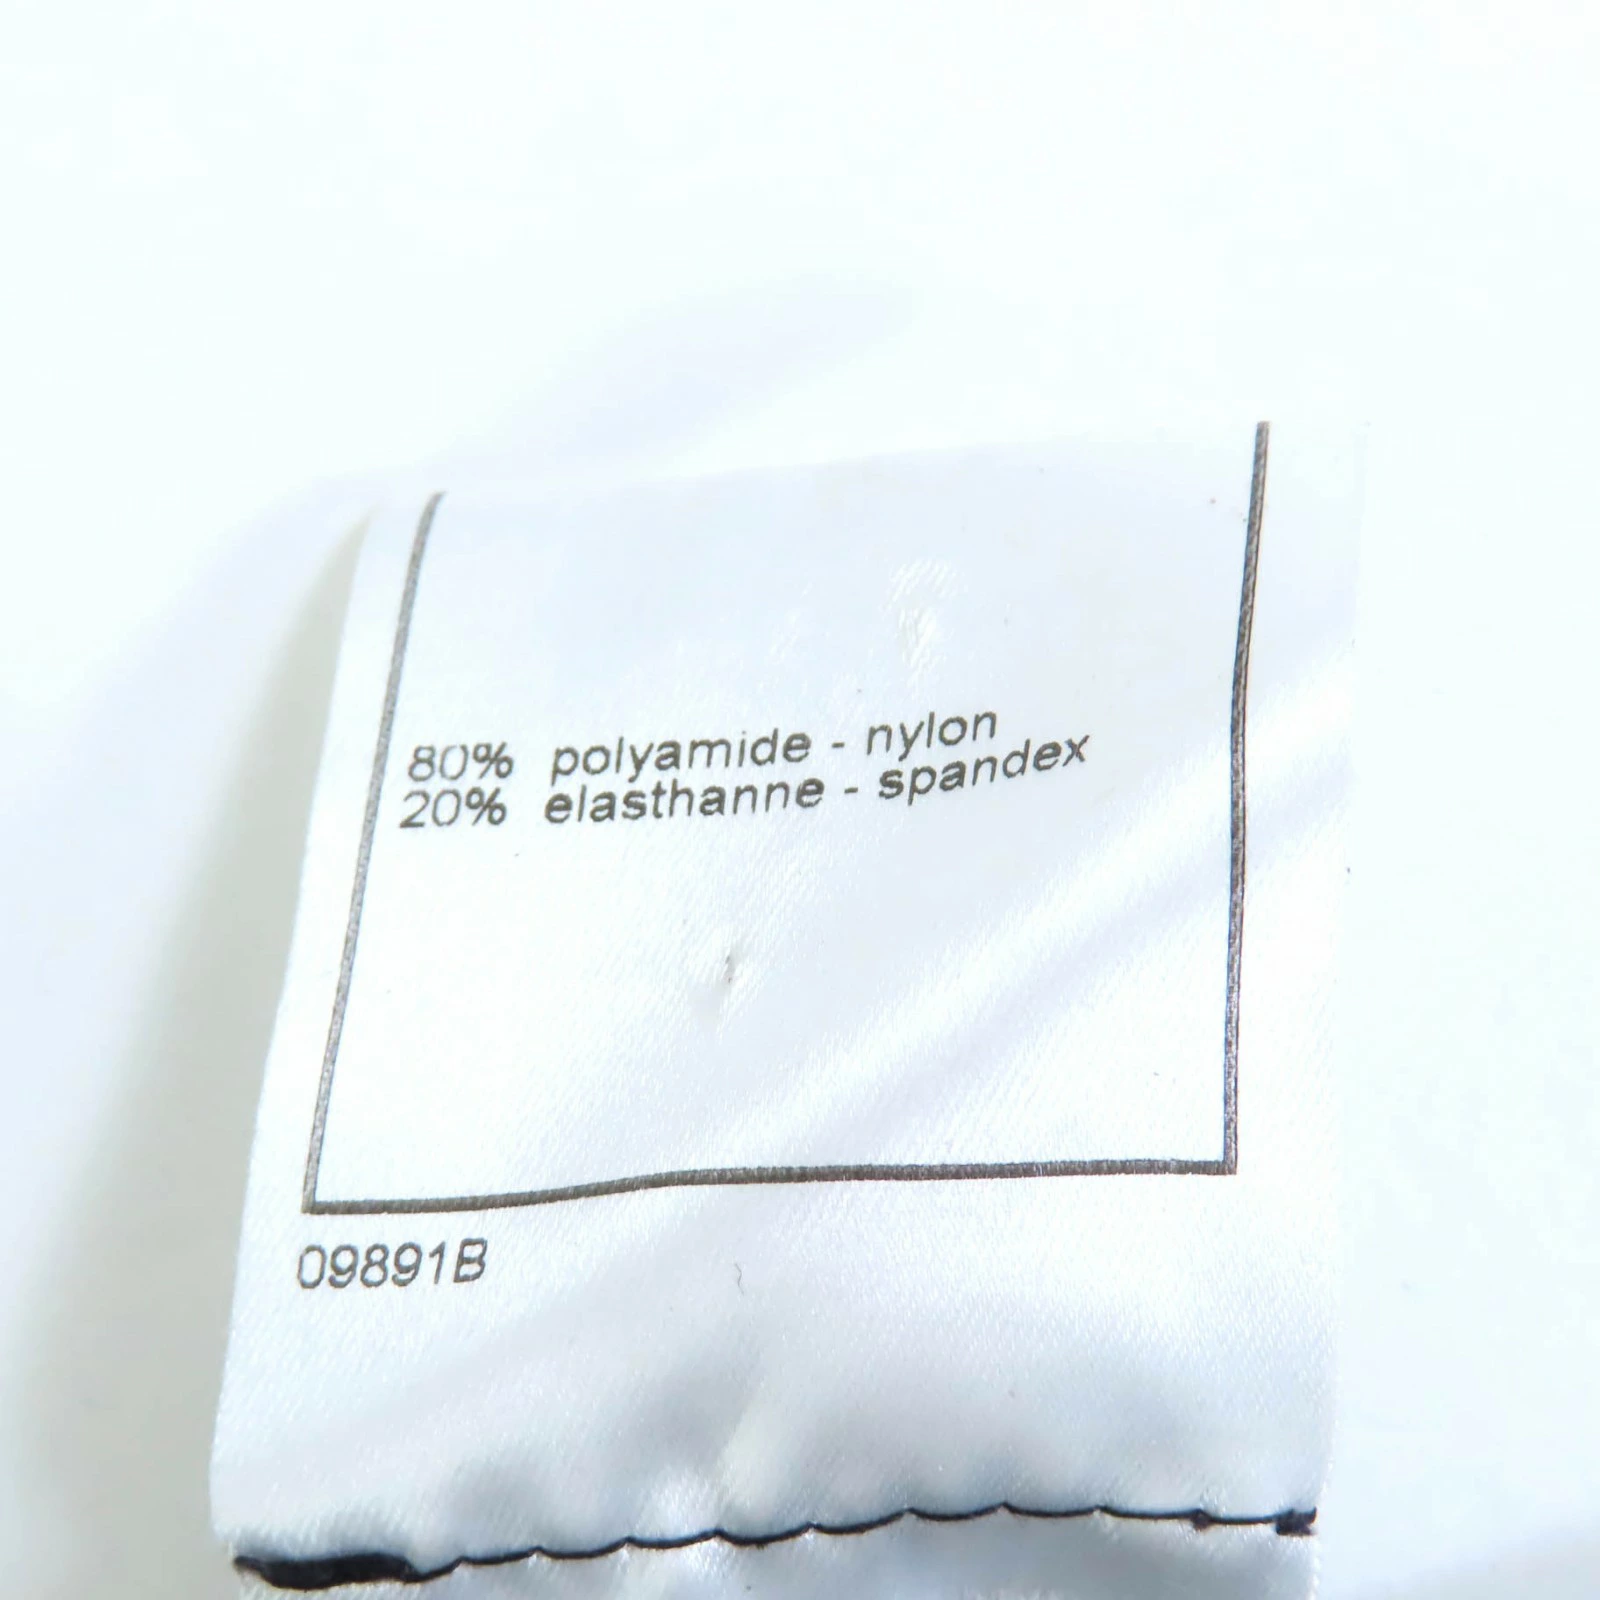 80% polyamide - nylon
20% elasthanne - spandex
09891B